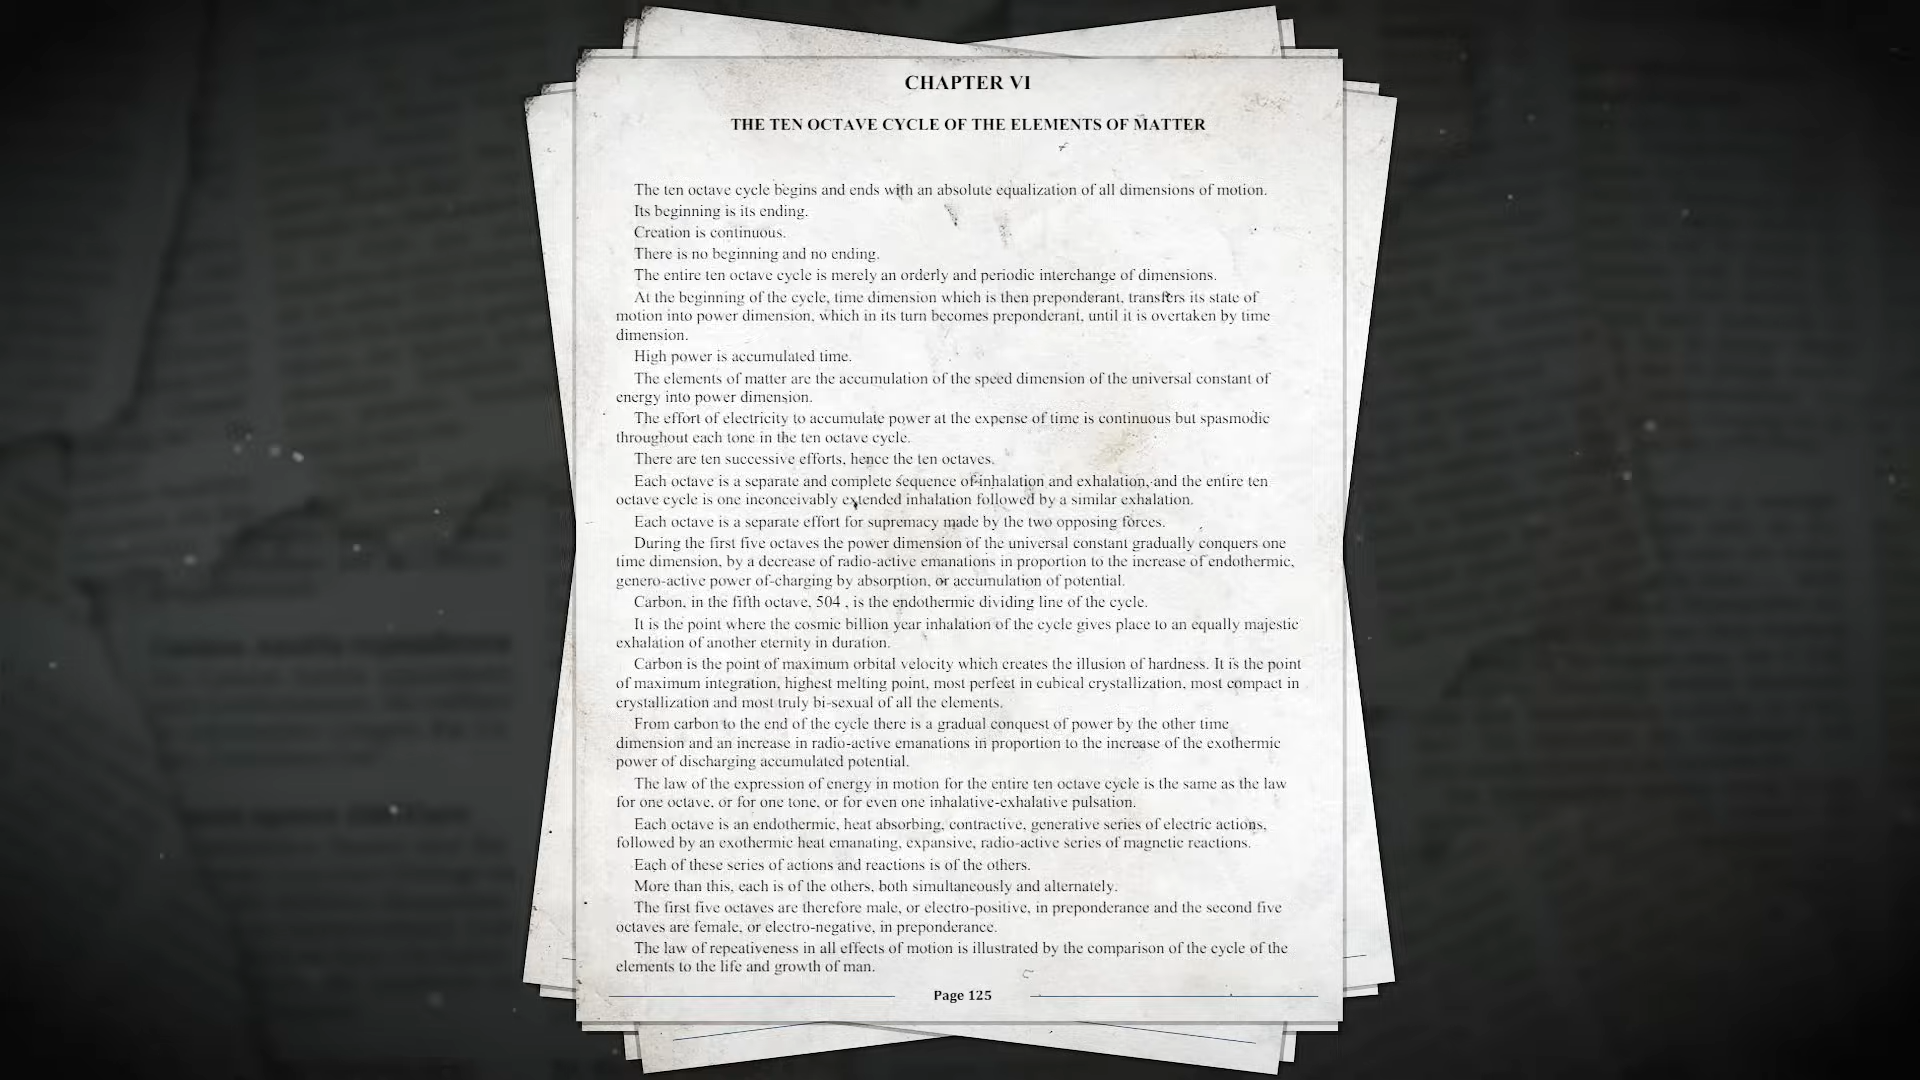 CHAPTER VI
THE TEN OCTAVE CYCLE OF THE ELEMENTS OF MATTER
The ten octave cycle begins and ends with an absolute equalization of all dimensions of motion.
Its beginning is its ending.
Creation is continuous.
There is no beginning and no ending.
The entire ten octave cycle is merely an orderly and periodic interchange of dimensions.
At the beginning of the cycle, time dimension which is then preponderant, transfers its state of
motion into power dimension, which in its turn becomes preponderant, until it is overtaken by time
dimension.
High power is accumulated time.
The elements of matter are the accumulation of the speed dimension of the universal constant of
energy into power dimension.
The effort of electricity to accumulate power at the expense of time is continuous but spasmodic
throughout each tone in the ten octave cycle.
There are ten successive efforts, hence the ten octaves.
Each octave is a separate and complete sequence of inhalation and exhalation, and the entire ten
octave cycle is one inconceivably extended inhalation followed by a similar exhalation.
Each octave is a separate effort for supremacy made by the two opposing forces.
During the first five octaves the power dimension of the universal constant gradually conquers one
time dimension, by a decrease of radio-active emanations in proportion to the increase of endothermic,
genero-active power of-charging by absorption, or accumulation of potential.
Carbon, in the fifth octave, 504 , is the endothermic dividing line of the cycle.
It is the point where the cosmic billion year inhalation of the cycle gives place to an equally majestic
exhalation of another eternity in duration.
Carbon is the point of maximum orbital velocity which creates the illusion of hardness. It is the point
of maximum integration, highest melting point, most perfect in cubical crystallization, most compact in
crystallization and most truly bi-sexual of all the elements.
From carbon to the end of the cycle there is a gradual conquest of power by the other time
dimension and an increase in radio-active emanations in proportion to the increase of the exothermic
power of discharging accumulated potential.
The law of the expression of energy in motion for the entire ten octave cycle is the same as the law
for one octave, or for one tone, or for even one inhalative-exhalative pulsation.
Each octave is an endothermic, heat absorbing, contractive, generative series of electric actions,
followed by an exothermic heat emanating, expansive, radio-active series of magnetic reactions.
Each of these series of actions and reactions is of the others.
More than this, each is of the others, both simultaneously and alternately.
The first five octaves are therefore male, or electro-positive, in preponderance and the second five
octaves are female, or electro-negative, in preponderance.
The law of repeativeness in all effects of motion is illustrated by the comparison of the cycle of the
elements to the life and growth of man.
Page 125